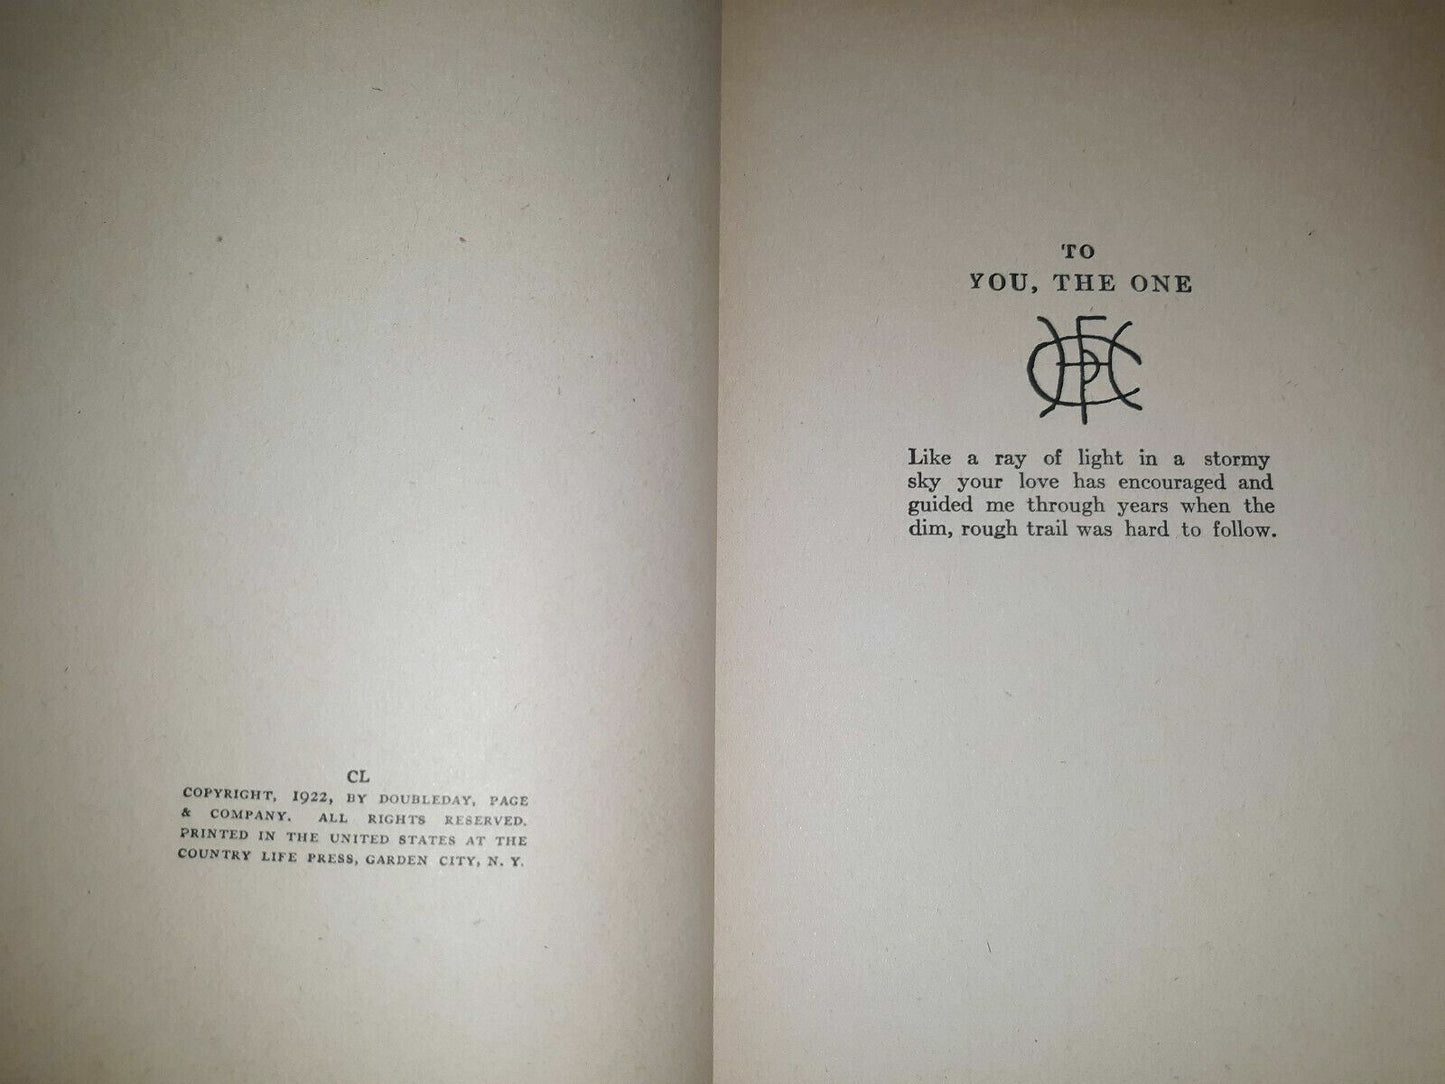 CL
COPYRIGHT, 1922, BY DOUBLEDAY, PAGE
& COMPANY. ALL RIGHTS RESERVED.
PRINTED IN THE UNITED STATES AT THE
COUNTRY LIFE PRESS, GARDEN CITY, N. Y.
TO
YOU, THE ONE
Like a ray of light in a stormy
sky your love has encouraged and
guided me through years when the
dim, rough trail was hard to follow.